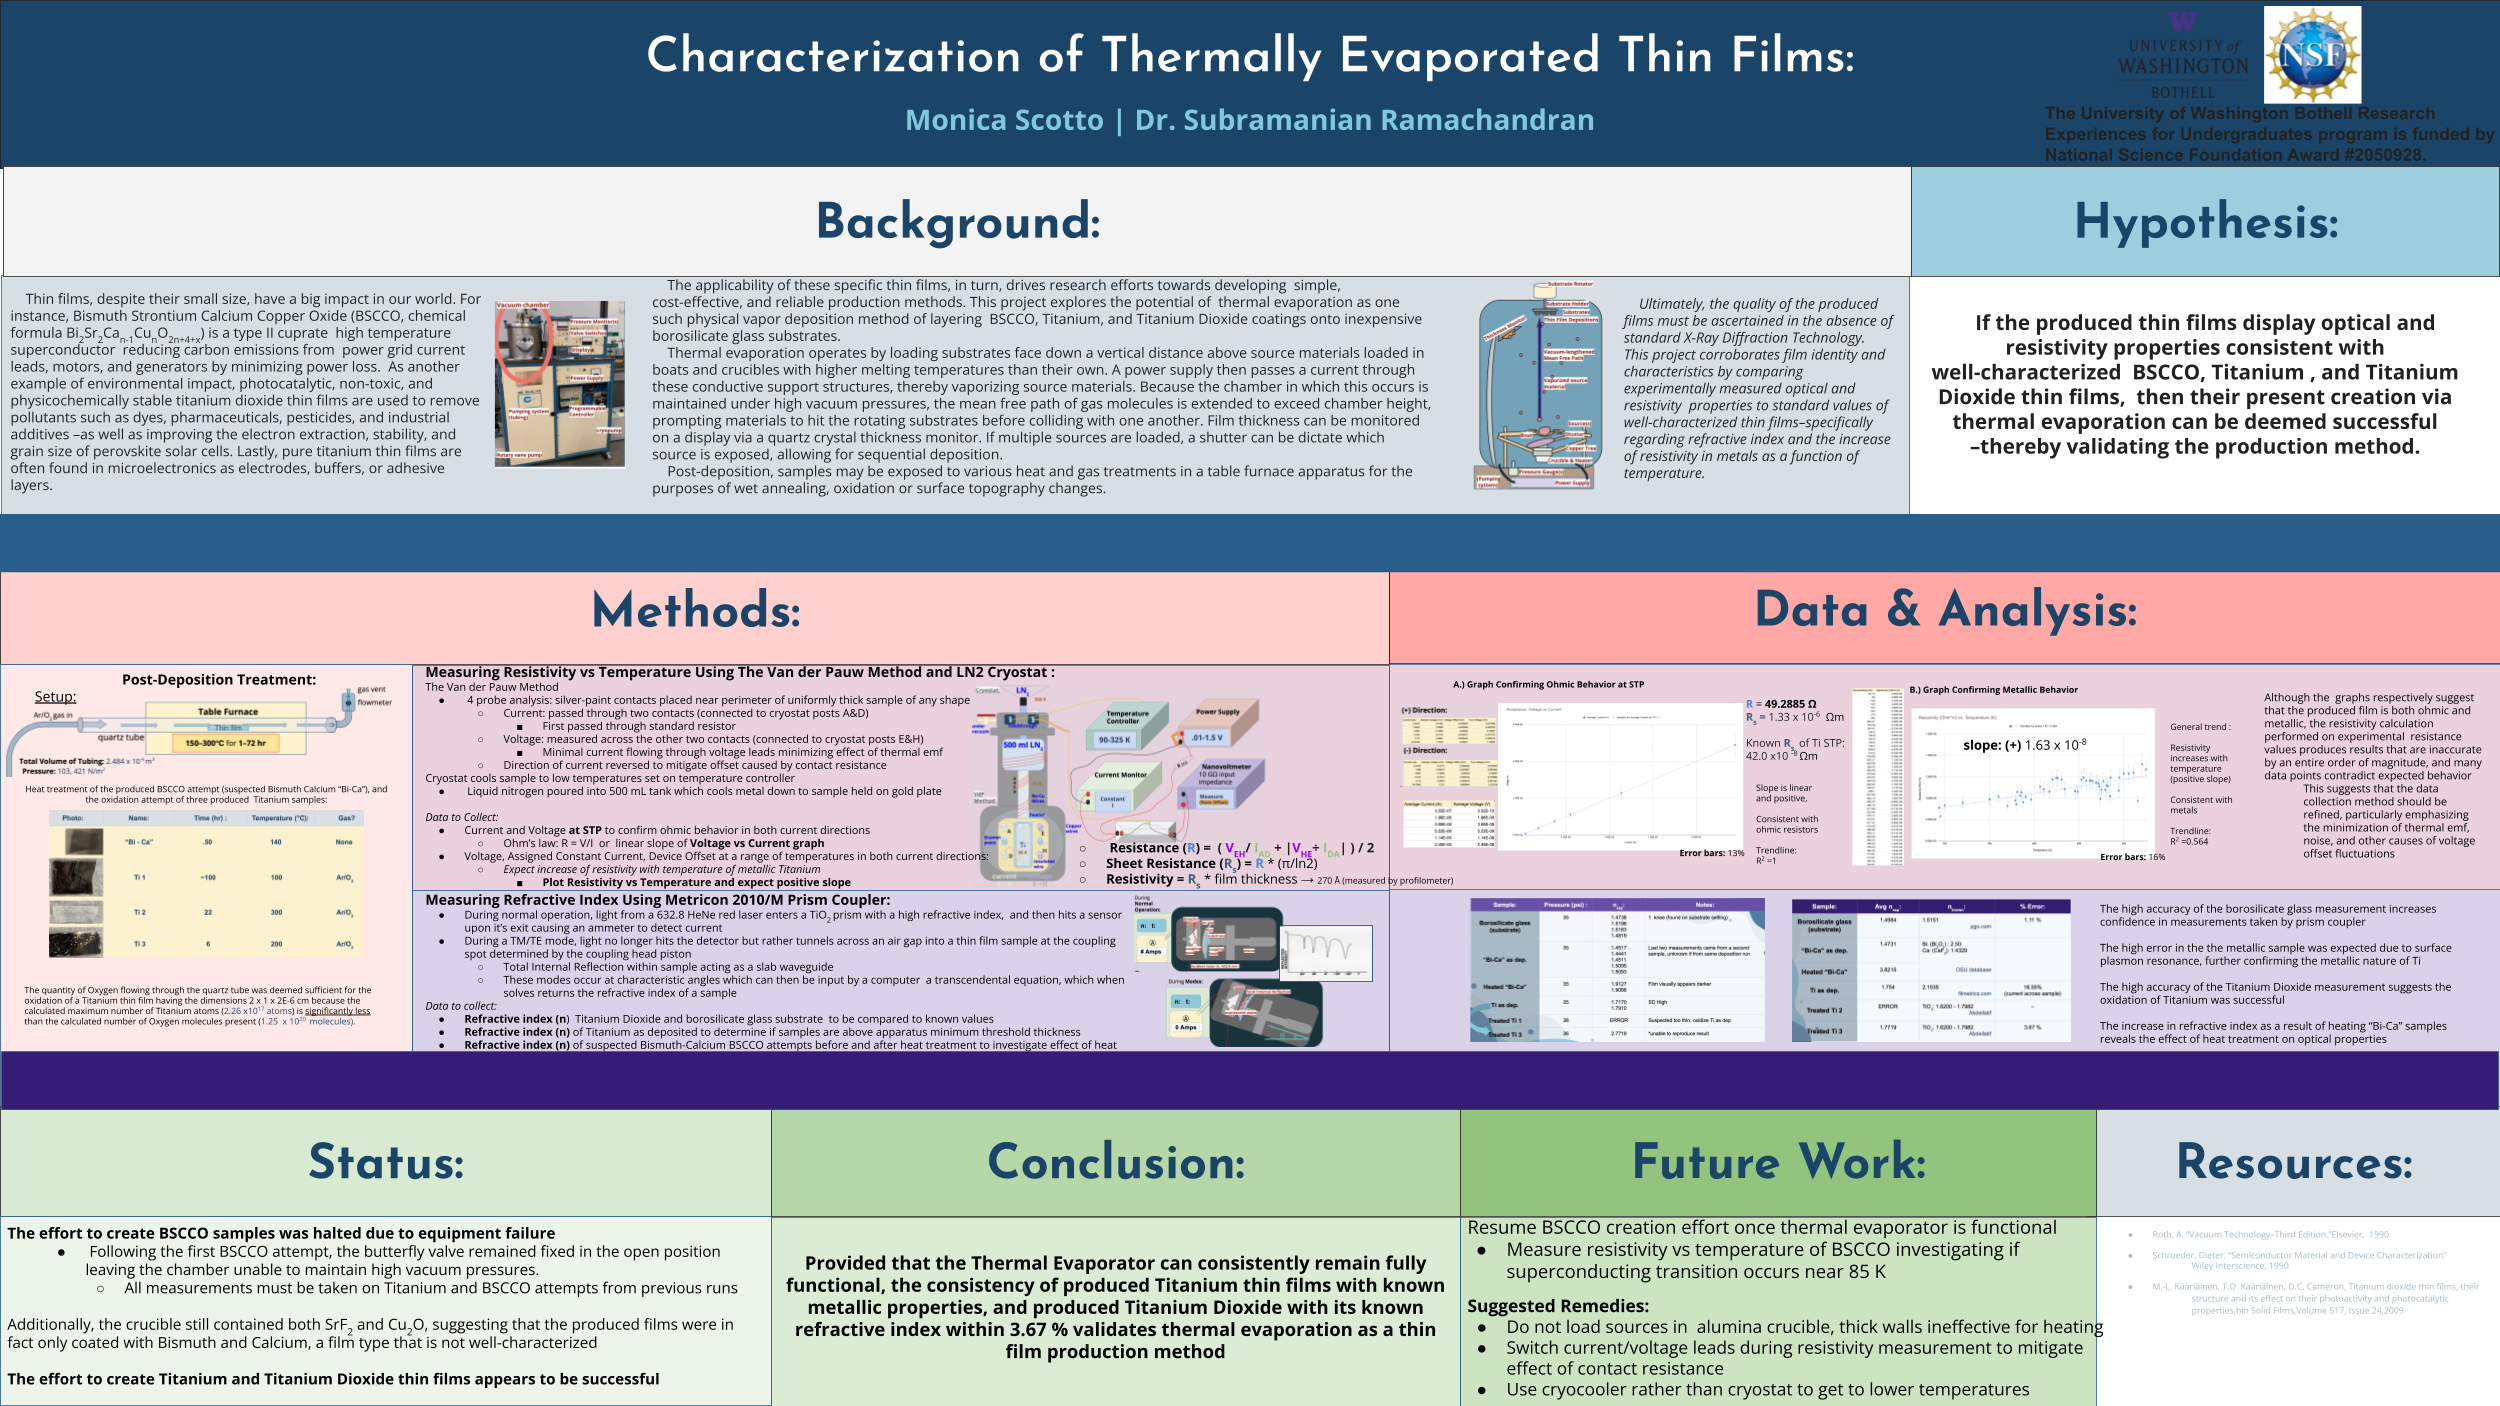 Characterization of Thermally Evaporated Thin Films:
Monica Scotto | Dr. Subramanian Ramachandran
W
UNIVERSITY of
WASHINGTON
BOTHELL
NSF
The University of Washington Bothell Research
Experiences for Undergraduates program is funded by
National Science Foundation Award #2050928.
Background:
Thin films, despite their small size, have a big impact in our world. For
instance, Bismuth Strontium Calcium Copper Oxide (BSCCO, chemical
formula Bi2Sr2Can-1CunO2n+4+x) is a type II cuprate high temperature
superconductor reducing carbon emissions from power grid current
leads, motors, and generators by minimizing power loss. As another
example of environmental impact, photocatalytic, non-toxic, and
physicochemically stable titanium dioxide thin films are used to remove
pollutants such as dyes, pharmaceuticals, pesticides, and industrial
additives –as well as improving the electron extraction, stability, and
grain size of perovskite solar cells. Lastly, pure titanium thin films are
often found in microelectronics as electrodes, buffers, or adhesive
layers.
Vacuum chamber
Pressure Monitor(s)
Valve Switches
Display
Power Supply
Pumping system
(tubing)
Programmable
Controller
cryopump
Rotary vane pump
The applicability of these specific thin films, in turn, drives research efforts towards developing simple,
cost-effective, and reliable production methods. This project explores the potential of thermal evaporation as one
such physical vapor deposition method of layering BSCCO, Titanium, and Titanium Dioxide coatings onto inexpensive
borosilicate glass substrates.
Thermal evaporation operates by loading substrates face down a vertical distance above source materials loaded in
boats and crucibles with higher melting temperatures than their own. A power supply then passes a current through
these conductive support structures, thereby vaporizing source materials. Because the chamber in which this occurs is
maintained under high vacuum pressures, the mean free path of gas molecules is extended to exceed chamber height,
prompting materials to hit the rotating substrates before colliding with one another. Film thickness can be monitored
on a display via a quartz crystal thickness monitor. If multiple sources are loaded, a shutter can be dictate which
source is exposed, allowing for sequential deposition.
Post-deposition, samples may be exposed to various heat and gas treatments in a table furnace apparatus for the
purposes of wet annealing, oxidation or surface topography changes.
Substrate Rotator
Substrate Holder
Substrates
Thin Film Depositions
Thickness Monitor
Vacuum-lengthened
Mean Free Path
Vaporized source
material
Source(s)
Boat
Shutter
Copper Tree
Crucible & Heater
Pressure Gauge(s)
(Pumping
system)
Power Supply
Ultimately, the quality of the produced
films must be ascertained in the absence of
standard X-Ray Diffraction Technology.
This project corroborates film identity and
characteristics by comparing
experimentally measured optical and
resistivity properties to standard values of
well-characterized thin films–specifically
regarding refractive index and the increase
of resistivity in metals as a function of
temperature.
Hypothesis:
If the produced thin films display optical and
resistivity properties consistent with
well-characterized BSCCO, Titanium , and Titanium
Dioxide thin films, then their present creation via
thermal evaporation can be deemed successful
–thereby validating the production method.
Methods:
Post-Deposition Treatment:
Setup:
gas vent
flowmeter
Ar/O2 gas in
Table Furnace
Thin film
quartz tube
150-300°C for 1–72 hr
Total Volume of Tubing: 2.484 x 10-4 m3
Pressure: 103, 421 N/m2
Heat treatment of the produced BSCCO attempt (suspected Bismuth Calcium “Bi-Ca”), and
the oxidation attempt of three produced Titanium samples:
Photo: Name: Time (hr) : Temperature (°C): Gas?
"Bi - Ca" .50 140 None
Ti 1 ~100 100 Ar/O2
Ti 2 22 300 Ar/O2
Ti 3 6 200 Ar/O2
The quantity of Oxygen flowing through the quartz tube was deemed sufficient for the
oxidation of a Titanium thin film having the dimensions 2 x 1 x 2E-6 cm because the
calculated maximum number of Titanium atoms (2.26 x1017 atoms) is significantly less
than the calculated number of Oxygen molecules present (1.25 x 1020 molecules).
Measuring Resistivity vs Temperature Using The Van der Pauw Method and LN2 Cryostat :
The Van der Pauw Method
● 4 probe analysis: silver-paint contacts placed near perimeter of uniformly thick sample of any shape
○ Current: passed through two contacts (connected to cryostat posts A&D)
■ First passed through standard resistor
○ Voltage: measured across the other two contacts (connected to cryostat posts E&H)
■ Minimal current flowing through voltage leads minimizing effect of thermal emf
○ Direction of current reversed to mitigate offset caused by contact resistance
Cryostat cools sample to low temperatures set on temperature controller
● Liquid nitrogen poured into 500 mL tank which cools metal down to sample held on gold plate
Data to Collect:
● Current and Voltage at STP to confirm ohmic behavior in both current directions
○ Ohm’s law: R = V/I or linear slope of Voltage vs Current graph
● Voltage, Assigned Constant Current, Device Offset at a range of temperatures in both current directions:
○ Expect increase of resistivity with temperature of metallic Titanium
■ Plot Resistivity vs Temperature and expect positive slope
Cryostat
LN2
500 ml LN2
VdP
Method
Temperature
Controller
90-325 K
Power Supply
.01-1.5 V
Current Monitor
Constant
I
Nanovoltmeter
10 GΩ input
impedance
Measure
Copper
wires
○ Resistance (R) = ( VEH/ IAD + |VHE÷ IDA| ) / 2
○ Sheet Resistance (Rs) = R * (π/ln2)
○ Resistivity = Rs * film thickness → 270 Å (measured by profilometer)
Measuring Refractive Index Using Metricon 2010/M Prism Coupler:
● During normal operation, light from a 632.8 HeNe red laser enters a TiO2 prism with a high refractive index, and then hits a sensor
upon it’s exit causing an ammeter to detect current
● During a TM/TE mode, light no longer hits the detector but rather tunnels across an air gap into a thin film sample at the coupling
spot determined by the coupling head piston
○ Total Internal Reflection within sample acting as a slab waveguide
○ These modes occur at characteristic angles which can then be input by a computer a transcendental equation, which when
solves returns the refractive index of a sample
Data to collect:
● Refractive index (n) Titanium Dioxide and borosilicate glass substrate to be compared to known values
● Refractive index (n) of Titanium as deposited to determine if samples are above apparatus minimum threshold thickness
● Refractive index (n) of suspected Bismuth-Calcium BSCCO attempts before and after heat treatment to investigate effect of heat
During
Normal
Operation:
n: t:
A
# Amps
During Modes:
n: t:
A
0 Amps
Data & Analysis:
A.) Graph Confirming Ohmic Behavior at STP
(+) Direction:
(-) Direction:
Average Current (A) Average Voltage (V)
Resistance: Voltage vs Current
R = 49.2885 Ω
Rs = 1.33 x 10-6 Ωm
Known Rs of Ti STP:
42.0 x10-8 Ωm
Slope is linear
and positive,
Consistent with
ohmic resistors
Trendline:
R2 =1
Error bars: 13%
B.) Graph Confirming Metallic Behavior
Resistivity (Ohm*m) vs. Temperature (K)
slope: (+) 1.63 x 10-8
Temperature (K)
Error bars: 16%
General trend :
Resistivity
increases with
temperature
(positive slope)
Consistent with
metals
Trendline:
R2 =0.564
Although the graphs respectively suggest
that the produced film is both ohmic and
metallic, the resistivity calculation
performed on experimental resistance
values produces results that are inaccurate
by an entire order of magnitude, and many
data points contradict expected behavior
This suggests that the data
collection method should be
refined, particularly emphasizing
the minimization of thermal emf,
noise, and other causes of voltage
offset fluctuations
Sample: Pressure (psi) : nexp: Notes:
Borosilicate glass (substrate) 35 1.4736 1 knee (found on substrate setting)
1.5196
1.5163
1.4819
"Bi-Ca" as dep. 35 1.4517 Last two measurements came from a second
1.4444 sample, unknown if from same deposition run
1.4511
1.5095
1.5093
Heated "Bi-Ca" 35 1.9127 Film visually appears darker
1.9086
Ti as dep. 35 1.7170 SD High
1.7910
Treated Ti 1 38 ERROR Suspected too thin, oxidize Ti as dep
Treated Ti 3 36 2.7719 *unable to reproduce result
Sample: Avg nexp: nknown: % Error:
Borosilicate glass (substrate) 1.4984 1.5151 1.11 %
pgo.com
"Bi-Ca" as dep. 1.4731 Bi: (Bi2O3) : 2.50
Ca: (CaF2): 1.4329
Heated "Bi-Ca" 3.8215 OSU database
Ti as dep. 1.754 2.1535 18.55%
filmetrics.com (current across sample)
Treated Ti 2 ERROR TiO2: 1.6200 - 1.7982 –
Abdellatif
Treated Ti 3 1.7719 TiO2: 1.6200 - 1.7982 3.67 %
Abdellatif
The high accuracy of the borosilicate glass measurement increases
confidence in measurements taken by prism coupler
The high error in the the metallic sample was expected due to surface
plasmon resonance, further confirming the metallic nature of Ti
The high accuracy of the Titanium Dioxide measurement suggests the
oxidation of Titanium was successful
The increase in refractive index as a result of heating “Bi-Ca” samples
reveals the effect of heat treatment on optical properties
Status:
The effort to create BSCCO samples was halted due to equipment failure
● Following the first BSCCO attempt, the butterfly valve remained fixed in the open position
leaving the chamber unable to maintain high vacuum pressures.
○ All measurements must be taken on Titanium and BSCCO attempts from previous runs
Additionally, the crucible still contained both SrF2 and Cu2O, suggesting that the produced films were in
fact only coated with Bismuth and Calcium, a film type that is not well-characterized
The effort to create Titanium and Titanium Dioxide thin films appears to be successful
Conclusion:
Provided that the Thermal Evaporator can consistently remain fully
functional, the consistency of produced Titanium thin films with known
metallic properties, and produced Titanium Dioxide with its known
refractive index within 3.67 % validates thermal evaporation as a thin
film production method
Future Work:
Resume BSCCO creation effort once thermal evaporator is functional
● Measure resistivity vs temperature of BSCCO investigating if
superconducting transition occurs near 85 K
Suggested Remedies:
● Do not load sources in alumina crucible, thick walls ineffective for heating
● Switch current/voltage leads during resistivity measurement to mitigate
effect of contact resistance
● Use cryocooler rather than cryostat to get to lower temperatures
Resources:
● Roth, A. “Vacuum Technology–Third Edition.”Elsevier, 1990
● Schroeder, Dieter. “Semiconductor Material and Device Characterization”
Wiley Interscience, 1990
● M.-L. Kääriäinen, T.O. Kääriäinen, D.C. Cameron, Titanium dioxide thin films, their
structure and its effect on their photoactivity and photocatalytic
properties,hin Solid Films,Volume 517, Issue 24,2009.